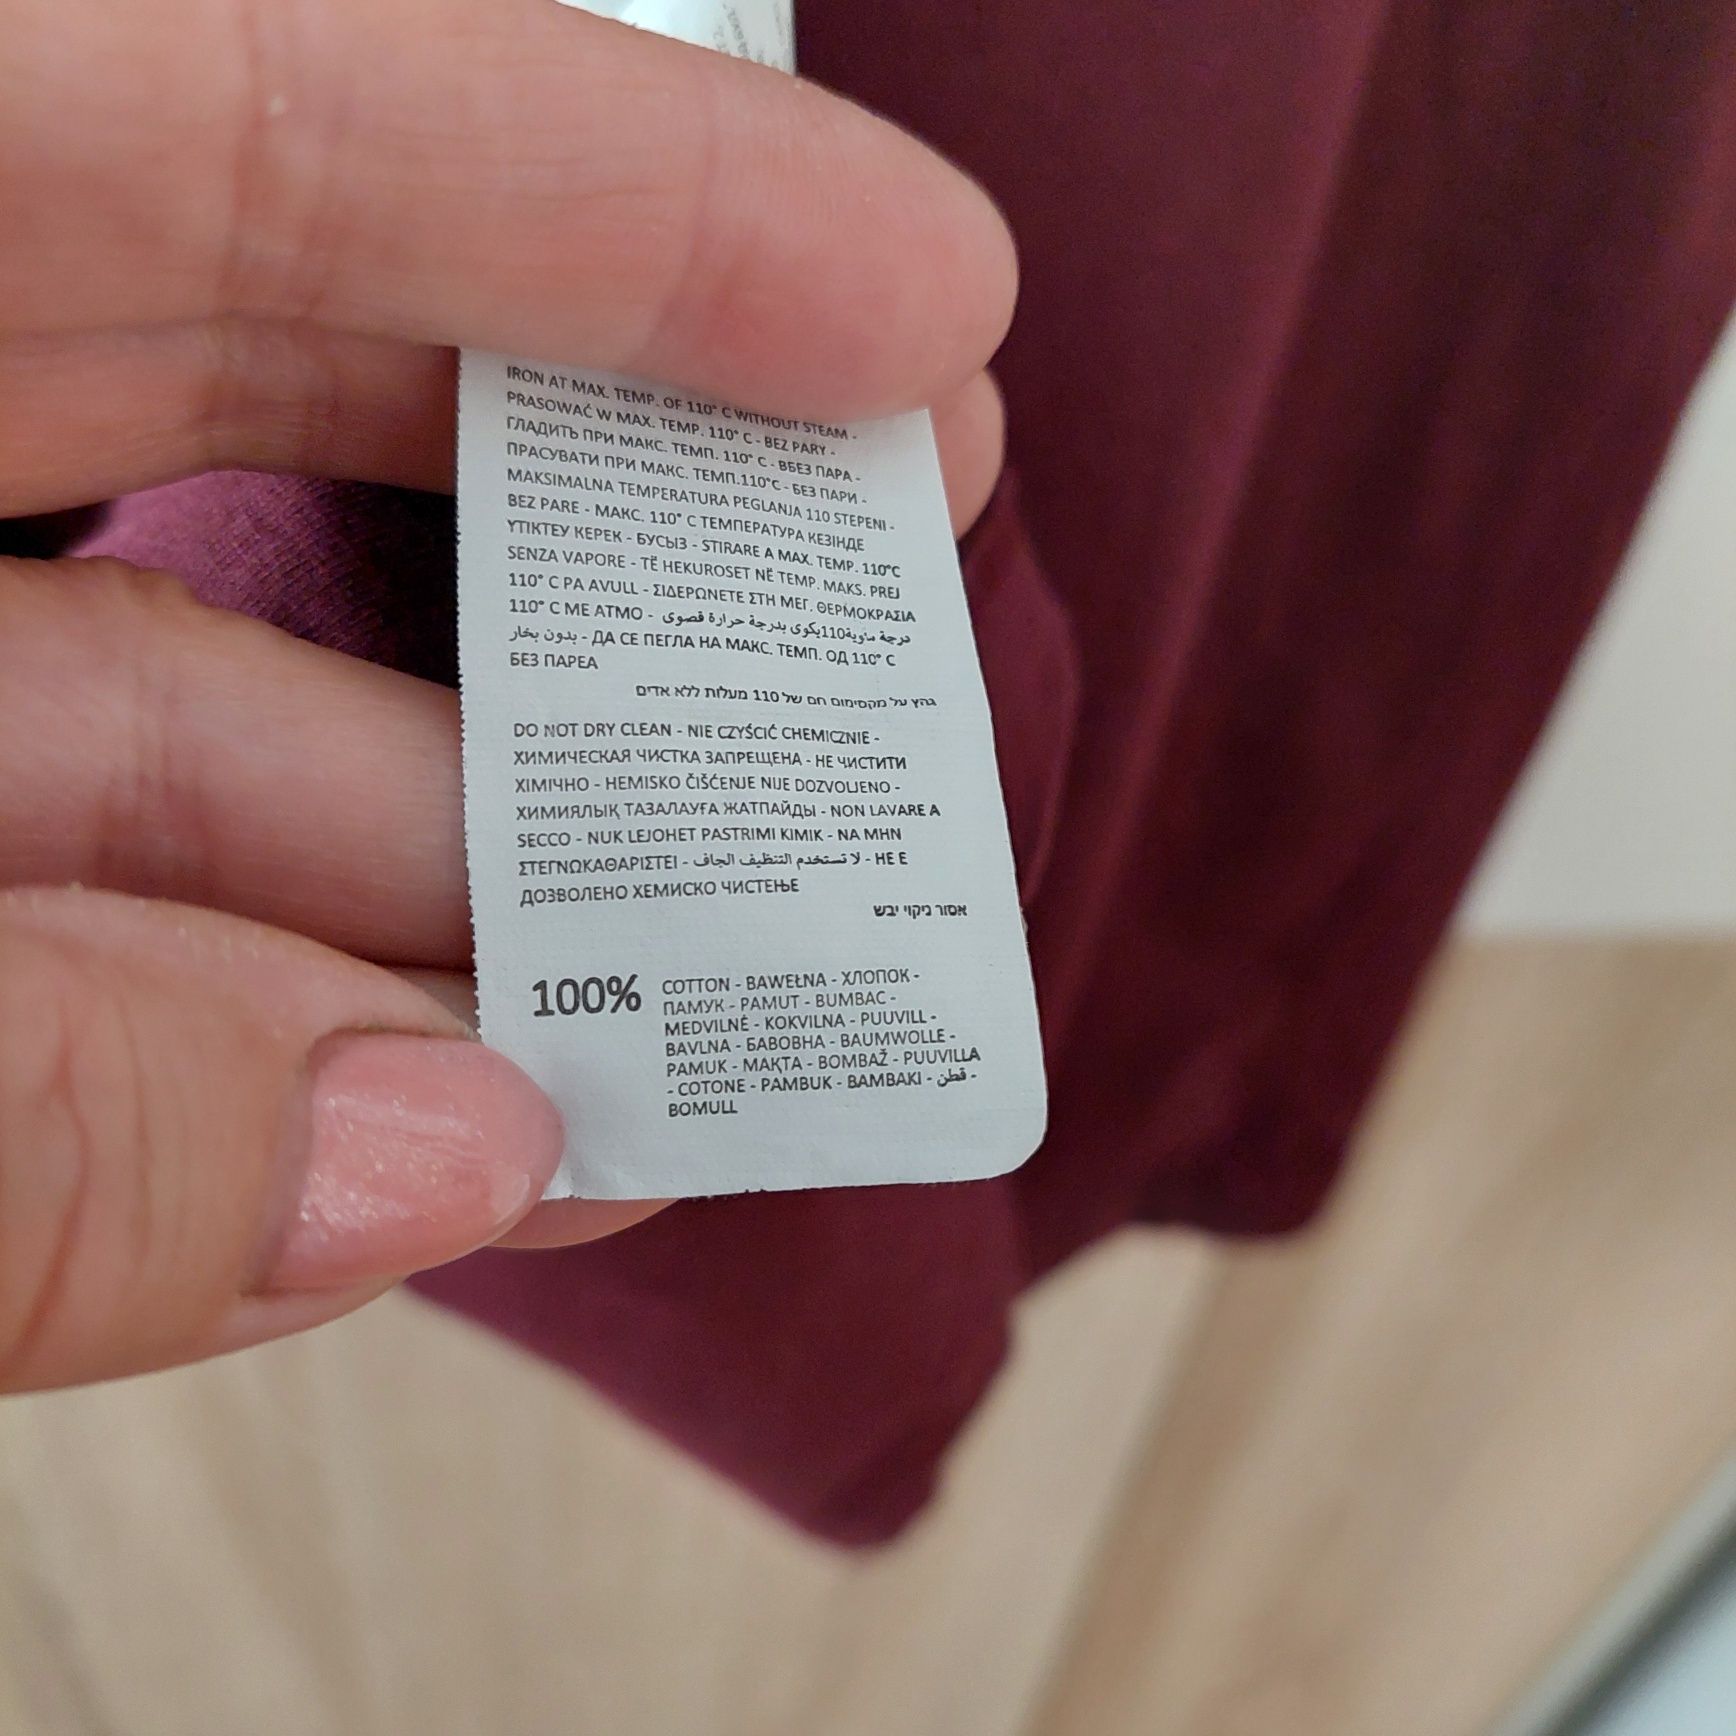 IRON AT MAX. TEMP. OF 110° C WITHOUT STEAM -
PRASOWAĆ W MAX. TEMP. 110° C - BEZ PARY -
ГЛАДИТЬ ПРИ МАКС. ТЕМП. 110° C - ВБЕЗ ПАРА -
ПРАСУВАТИ ПРИ МАКС. ТЕМП.110°C - БЕЗ ПАРИ -
MAKSIMALNA TEMPERATURA PEGLANJA 110 STEPENI -
BEZ PARE - МАКС. 110° C ТЕМПЕРАТУРА КЕЗІНДЕ
ҮТІКТЕУ КЕРЕК - БУСЫЗ - STIRARE A MAX. TEMP. 110°C
SENZA VAPORE - TË HEKUROSET NË TEMP. MAKS. PREJ
110° C PA AVULL - ΣΙΔΕΡΩΝΕΤΕ ΣΤΗ ΜΕΓ. ΘΕΡΜΟΚΡΑΣΙΑ
110° C ΜΕ ΑΤΜΟ - درجة مئوية110يكوى بدرجة حرارة قصوى
بدون بخار - ДА СЕ ПЕГЛА НА МАКС. ТЕМП. ОД 110° C
БЕЗ ПАРЕА
גהץ על מקסימום חם של 110 מעלות ללא אדים
DO NOT DRY CLEAN - NIE CZYŚCIĆ CHEMICZNIE -
ХИМИЧЕСКАЯ ЧИСТКА ЗАПРЕЩЕНА - НЕ ЧИСТИТИ
ХІМІЧНО - HEMISKO ČIŠĆENJE NIJE DOZVOLJENO -
ХИМИЯЛЫҚ ТАЗАЛАУҒА ЖАТПАЙДЫ - NON LAVARE A
SECCO - NUK LEJOHET PASTRIMI KIMIK - ΝΑ ΜΗΝ
ΣΤΕΓΝΩΚΑΘΑΡΙΣΤΕΙ - لا تستخدم التنظيف الجاف - НЕ Е
ДОЗВОЛЕНО ХЕМИСКО ЧИСТЕЊЕ
אסור ניקוי יבש
100% COTTON - BAWEŁNA - ХЛОПОК -
ПАМУК - PAMUT - BUMBAC -
MEDVILNĖ - KOKVILNA - PUUVILL -
BAVLNA - БАВОВНА - BAUMWOLLE -
PAMUK - МАҚТА - BOMBAŽ - PUUVILLA
- COTONE - PAMBUK - BAMBAKI - قطن -
BOMULL